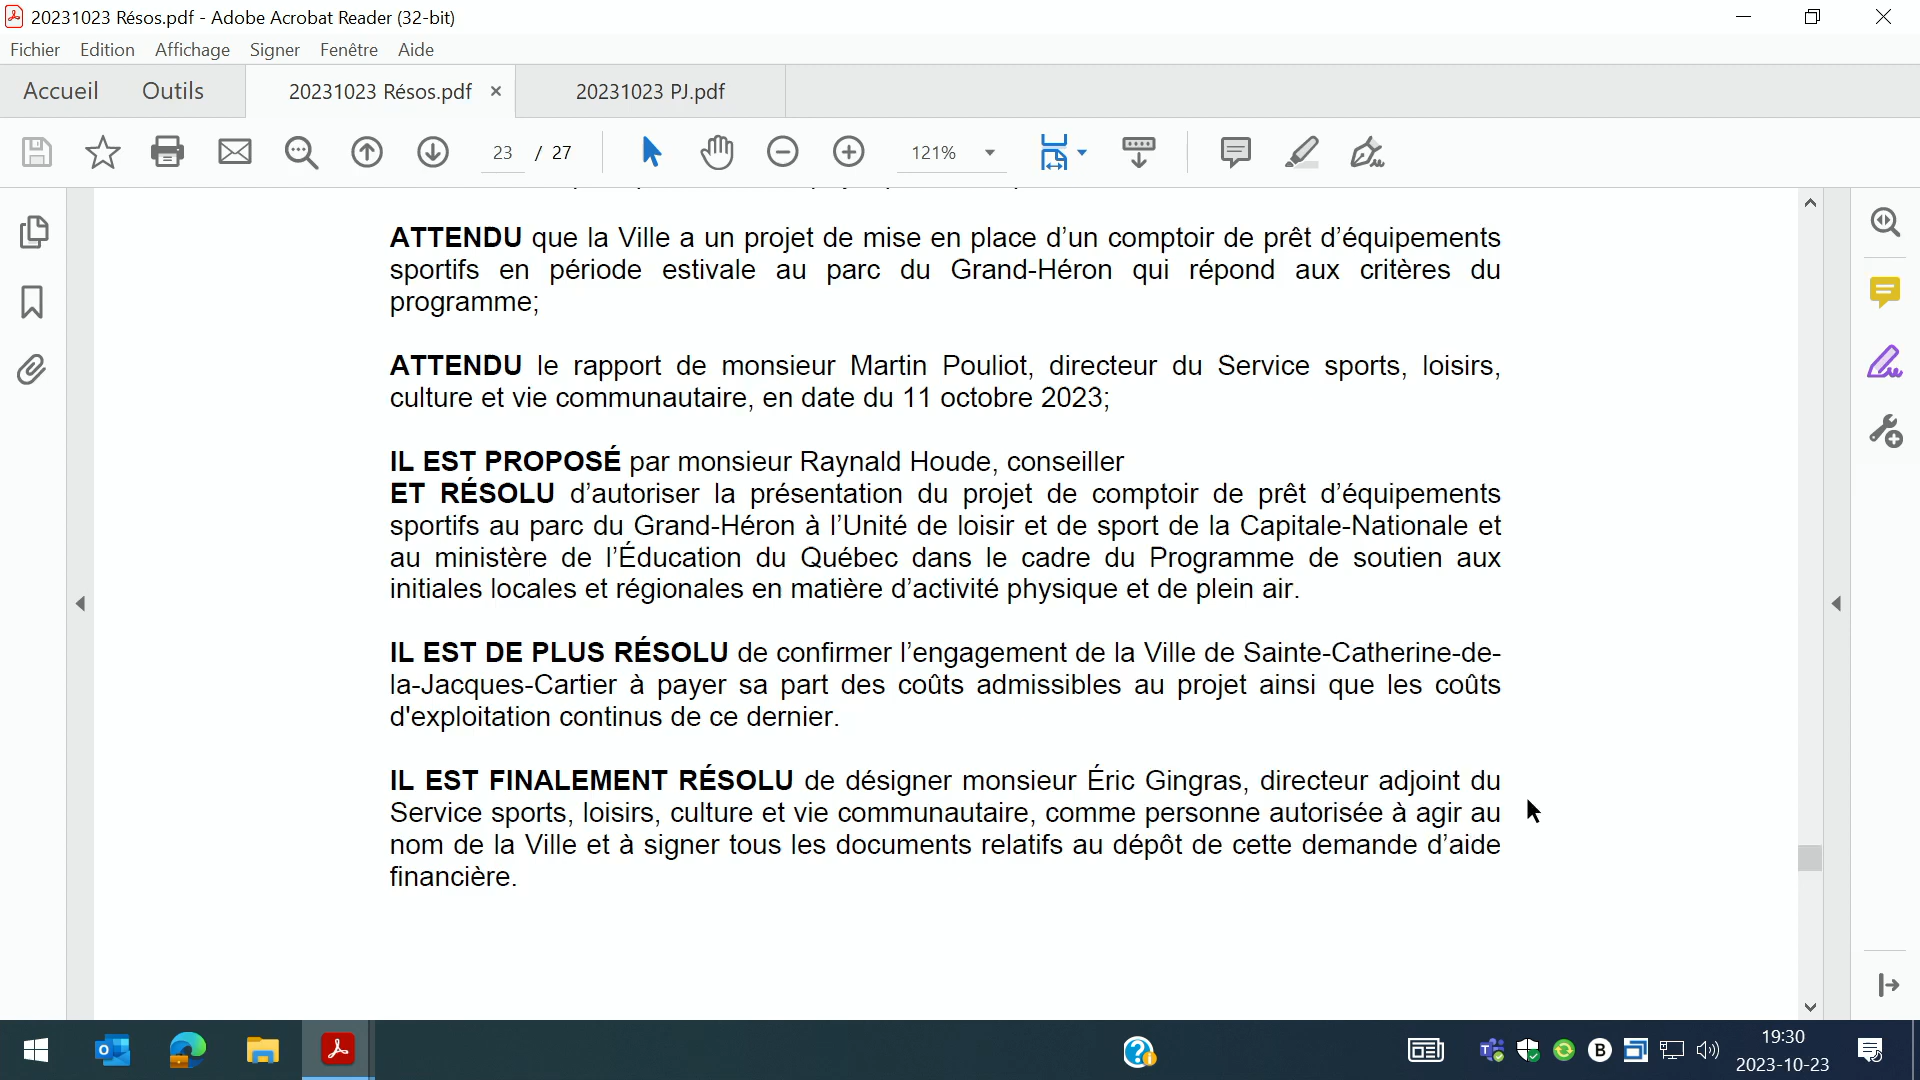 20231023 Résos.pdf - Adobe Acrobat Reader (32-bit)
Fichier Edition Affichage Signer Fenêtre Aide
Accueil Outils 20231023 Résos.pdf × 20231023 PJ.pdf
23 / 27 121%
ATTENDU que la Ville a un projet de mise en place d’un comptoir de prêt d’équipements
sportifs en période estivale au parc du Grand-Héron qui répond aux critères du
programme;
ATTENDU le rapport de monsieur Martin Pouliot, directeur du Service sports, loisirs,
culture et vie communautaire, en date du 11 octobre 2023;
IL EST PROPOSÉ par monsieur Raynald Houde, conseiller
ET RÉSOLU d’autoriser la présentation du projet de comptoir de prêt d’équipements
sportifs au parc du Grand-Héron à l’Unité de loisir et de sport de la Capitale-Nationale et
au ministère de l’Éducation du Québec dans le cadre du Programme de soutien aux
initiales locales et régionales en matière d’activité physique et de plein air.
IL EST DE PLUS RÉSOLU de confirmer l’engagement de la Ville de Sainte-Catherine-de-
la-Jacques-Cartier à payer sa part des coûts admissibles au projet ainsi que les coûts
d'exploitation continus de ce dernier.
IL EST FINALEMENT RÉSOLU de désigner monsieur Éric Gingras, directeur adjoint du
Service sports, loisirs, culture et vie communautaire, comme personne autorisée à agir au
nom de la Ville et à signer tous les documents relatifs au dépôt de cette demande d’aide
financière.
19:30
2023-10-23